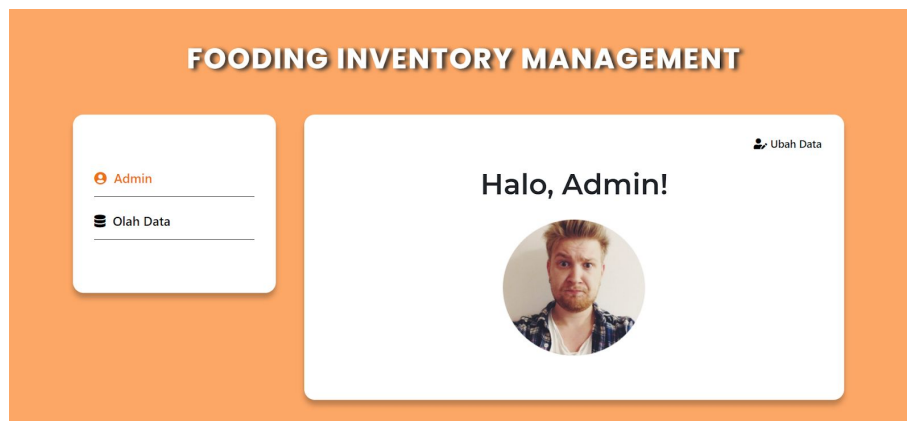 FOODING INVENTORY MANAGEMENT
Admin
Olah Data
Ubah Data
Halo, Admin!